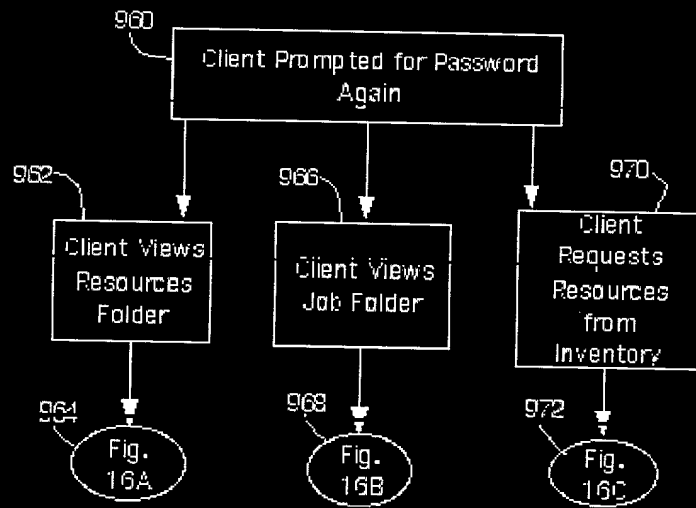 960
Client Prompted for Password
Again
962
966
970
Client Views
Resources
Folder
Client Views
Job Folder
Client
Requests
Resources
from
Inventory
964
968
972
Fig.
16A
Fig.
16B
Fig.
16C